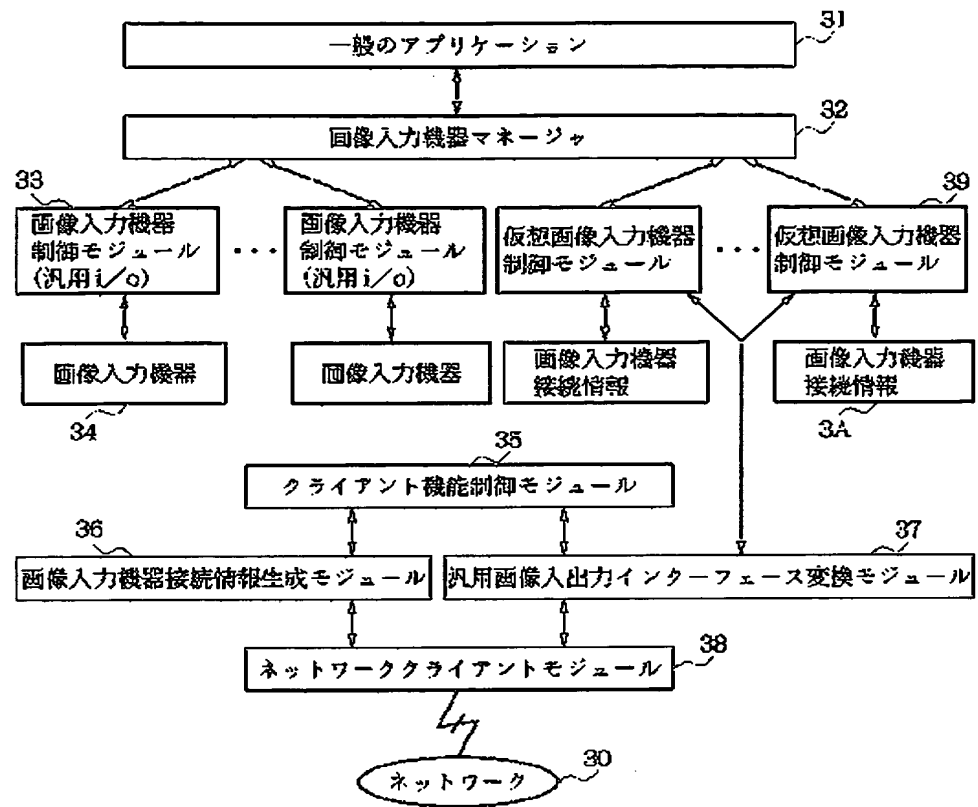 31
一般のアプリケーション
32
画像入力機器マネージャ
33
39
画像入力機器
制御モジュール
(汎用i/o)
・・・
画像入力機器
制御モジュール
(汎用i/o)
仮想画像入力機器
制御モジュール
・・・
仮想画像入力機器
制御モジュール
画像入力機器
画像入力機器
画像入力機器
接続情報
画像入力機器
接続情報
34
3A
35
クライアント機能制御モジュール
36
37
画像入力機器接続情報生成モジュール
汎用画像入出力インターフェース変換モジュール
38
ネットワーククライアントモジュール
ネットワーク
30